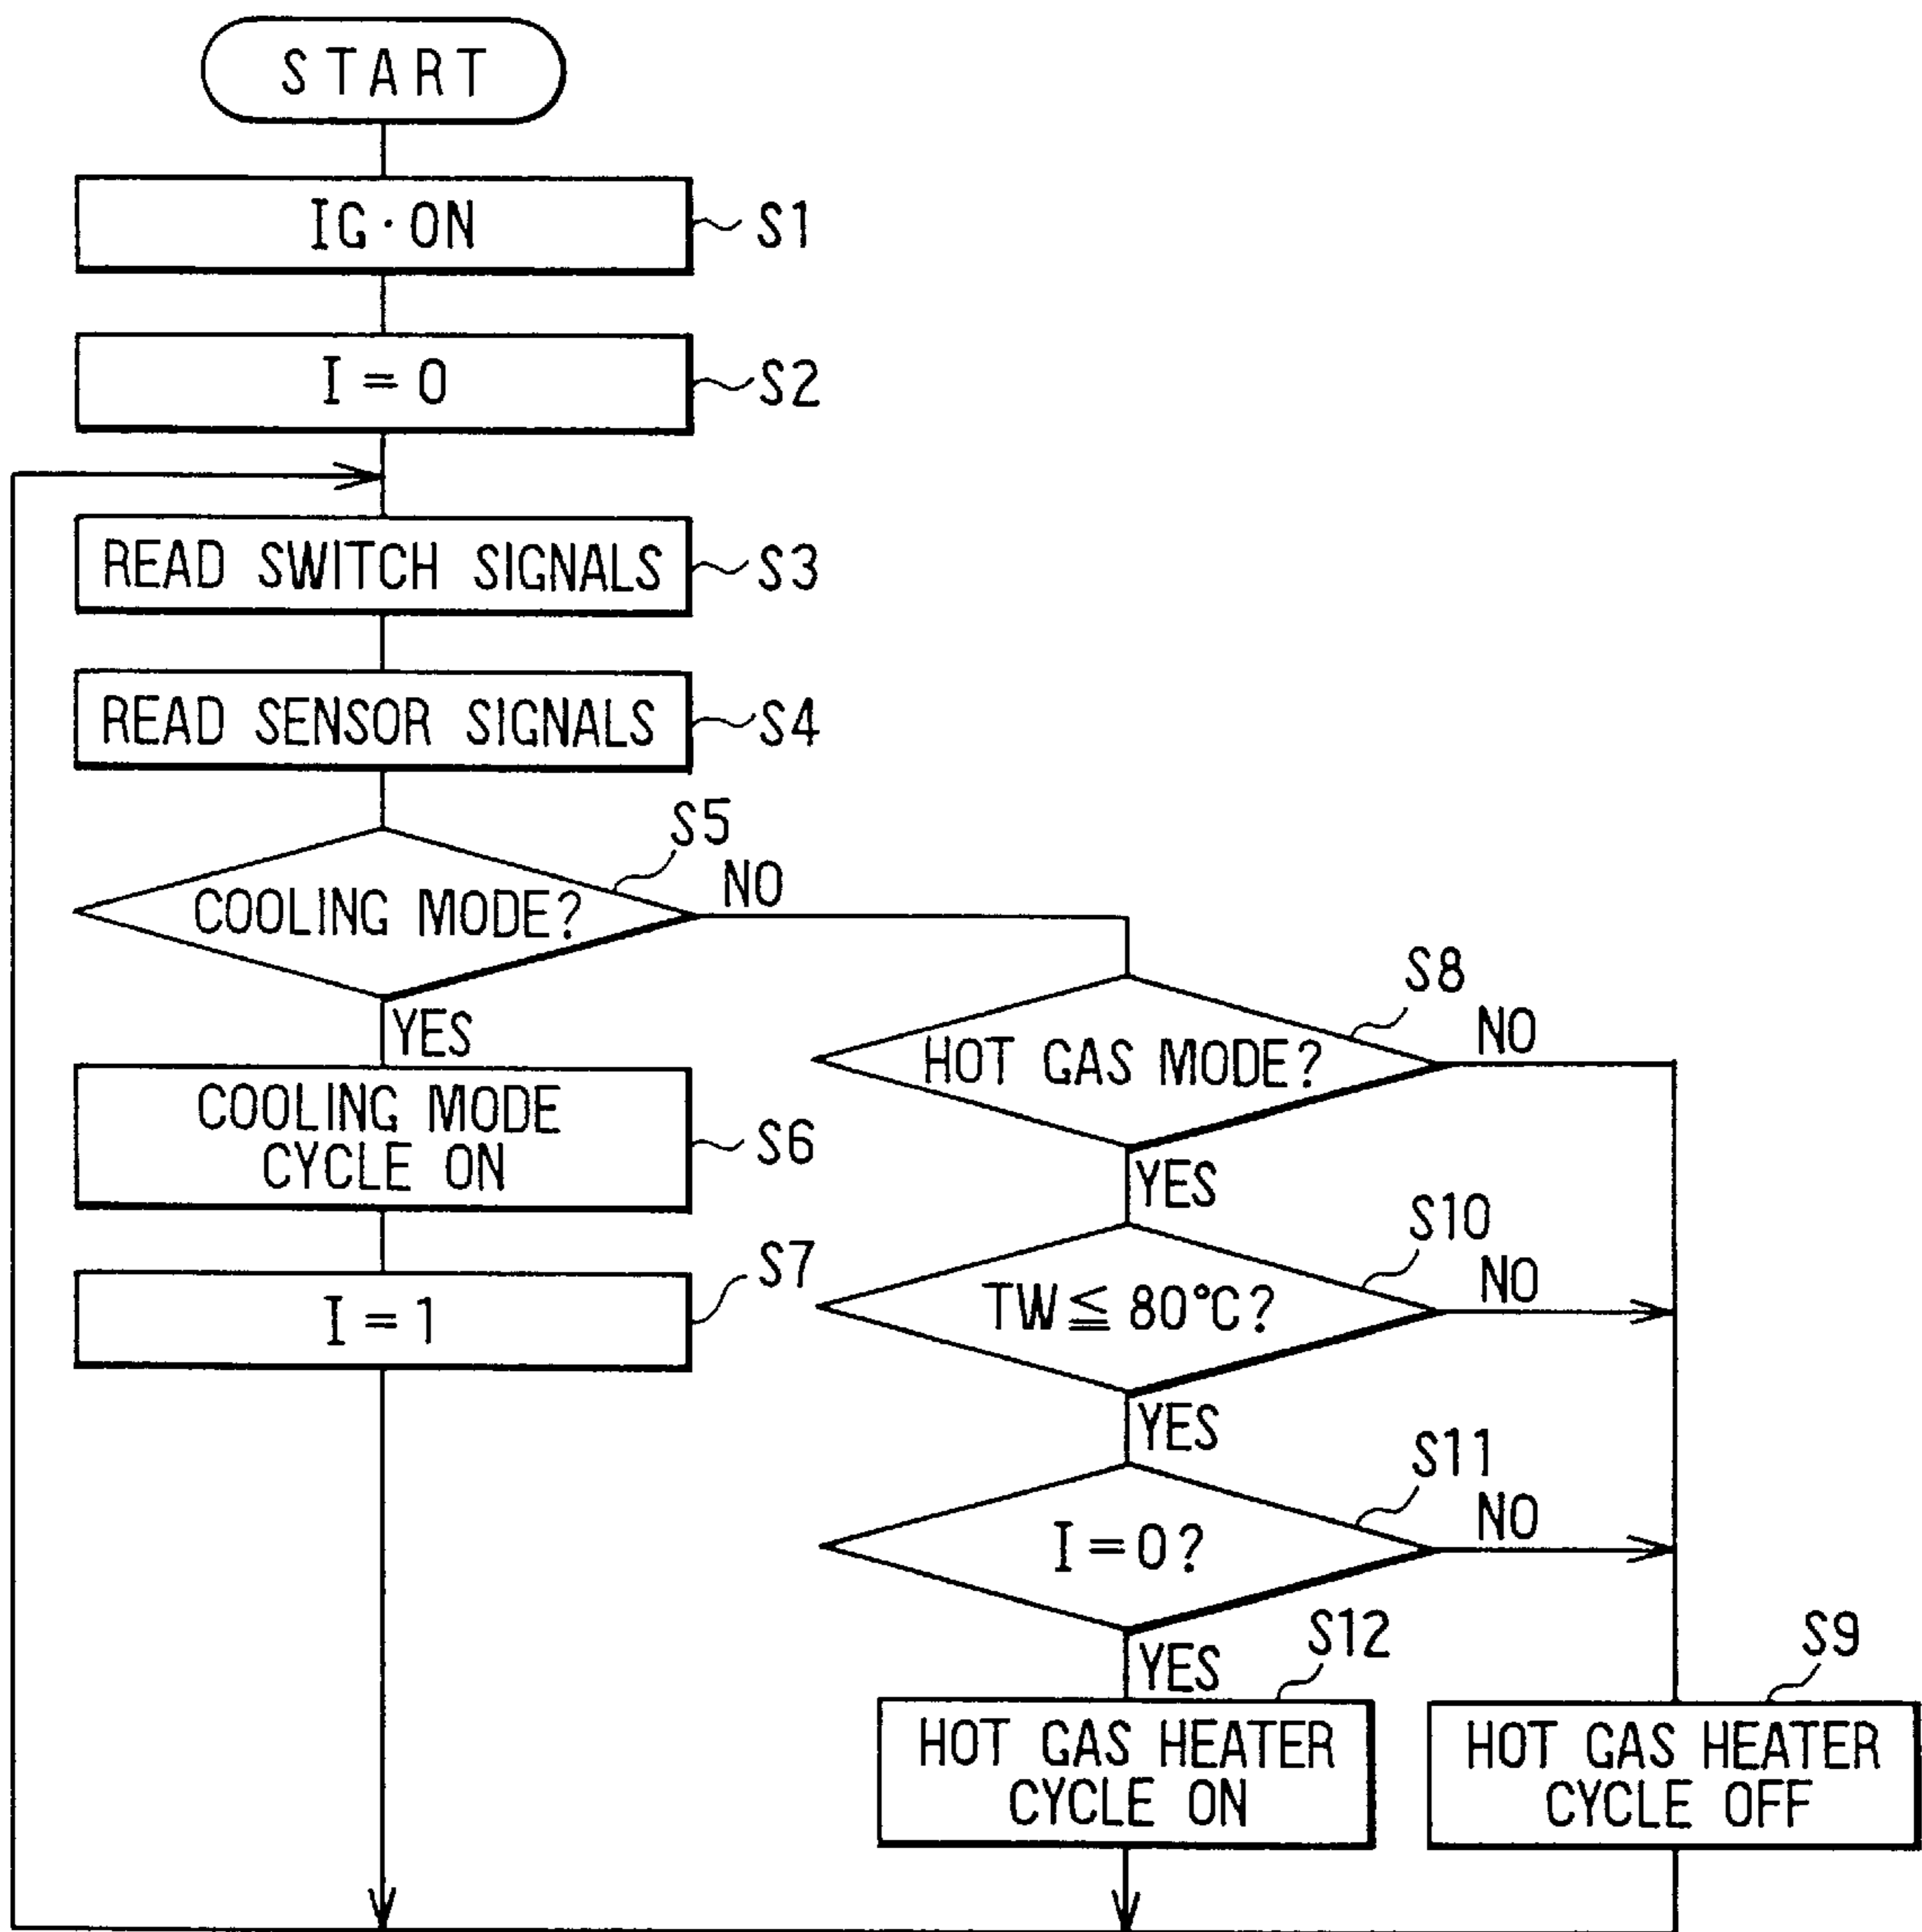 START
IG·ON
S1
I=0
S2
READ SWITCH SIGNALS
S3
READ SENSOR SIGNALS
S4
S5
COOLING MODE?
NO
YES
COOLING MODE
CYCLE ON
S6
I=1
S7
S8
HOT GAS MODE?
NO
YES
S10
TW≦80°C?
NO
YES
S11
I=0?
NO
YES
S12
HOT GAS HEATER
CYCLE ON
S9
HOT GAS HEATER
CYCLE OFF